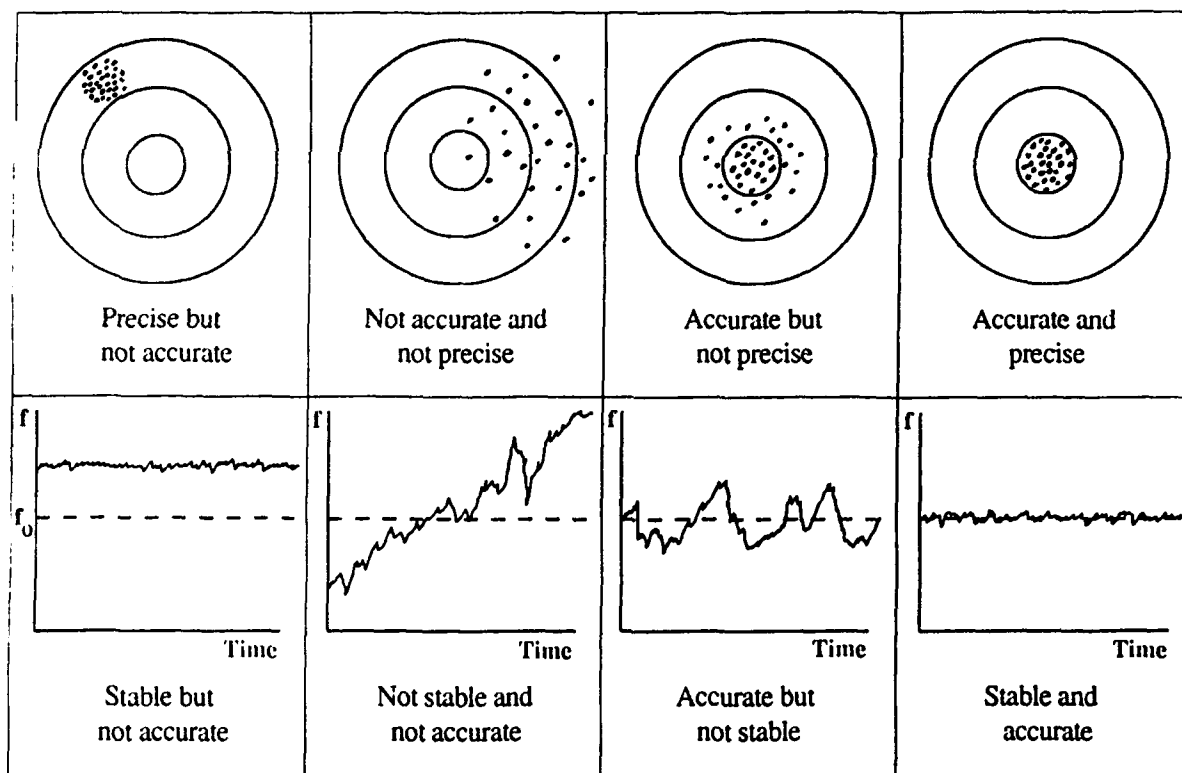 Precise but
not accurate
Not accurate and
not precise
Accurate but
not precise
Accurate and
precise
f
f0
Time
Stable but
not accurate
f
Time
Not stable and
not accurate
f
Time
Accurate but
not stable
f
Time
Stable and
accurate